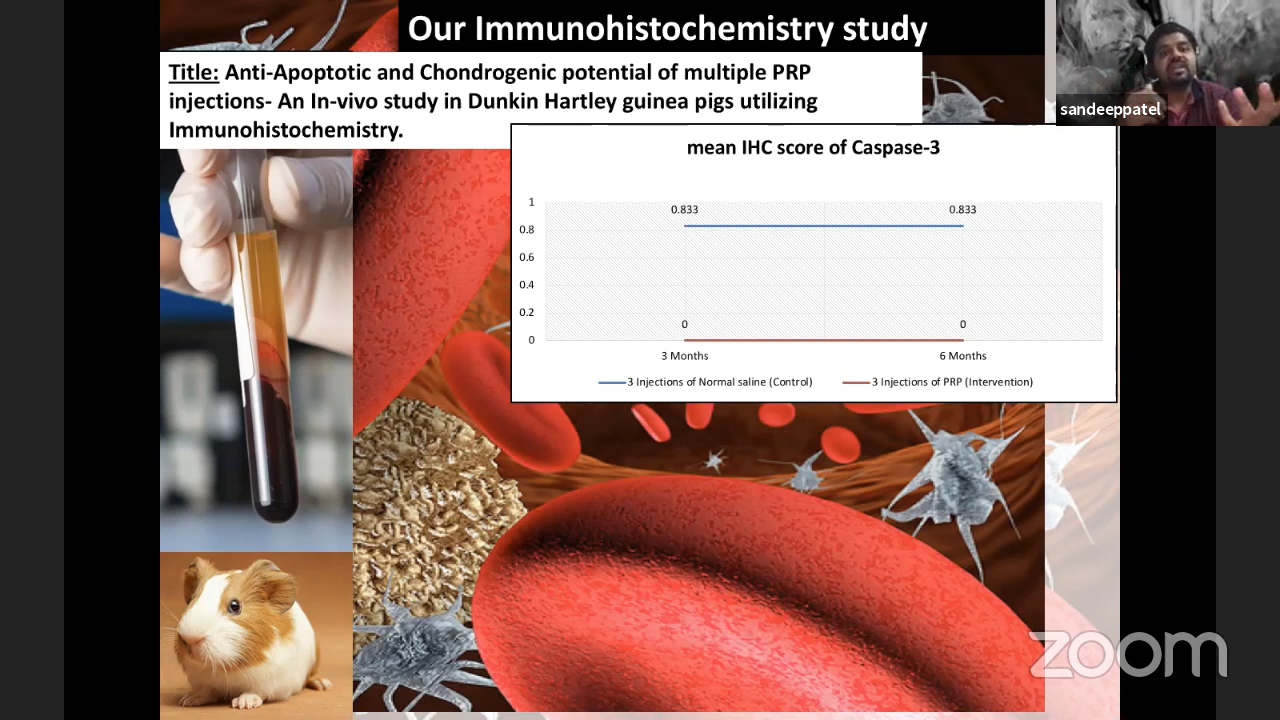 Our Immunohistochemistry study
sandeeppatel
Title: Anti-Apoptotic and Chondrogenic potential of multiple PRP
injections- An In-vivo study in Dunkin Hartley guinea pigs utilizing
Immunohistochemistry.
mean IHC score of Caspase-3
1
0.8
0.6
0.4
0.2
0
0.833
0.833
0
0
3 Months
6 Months
3 Injections of Normal saline (Control)
3 Injections of PRP (Intervention)
zoom